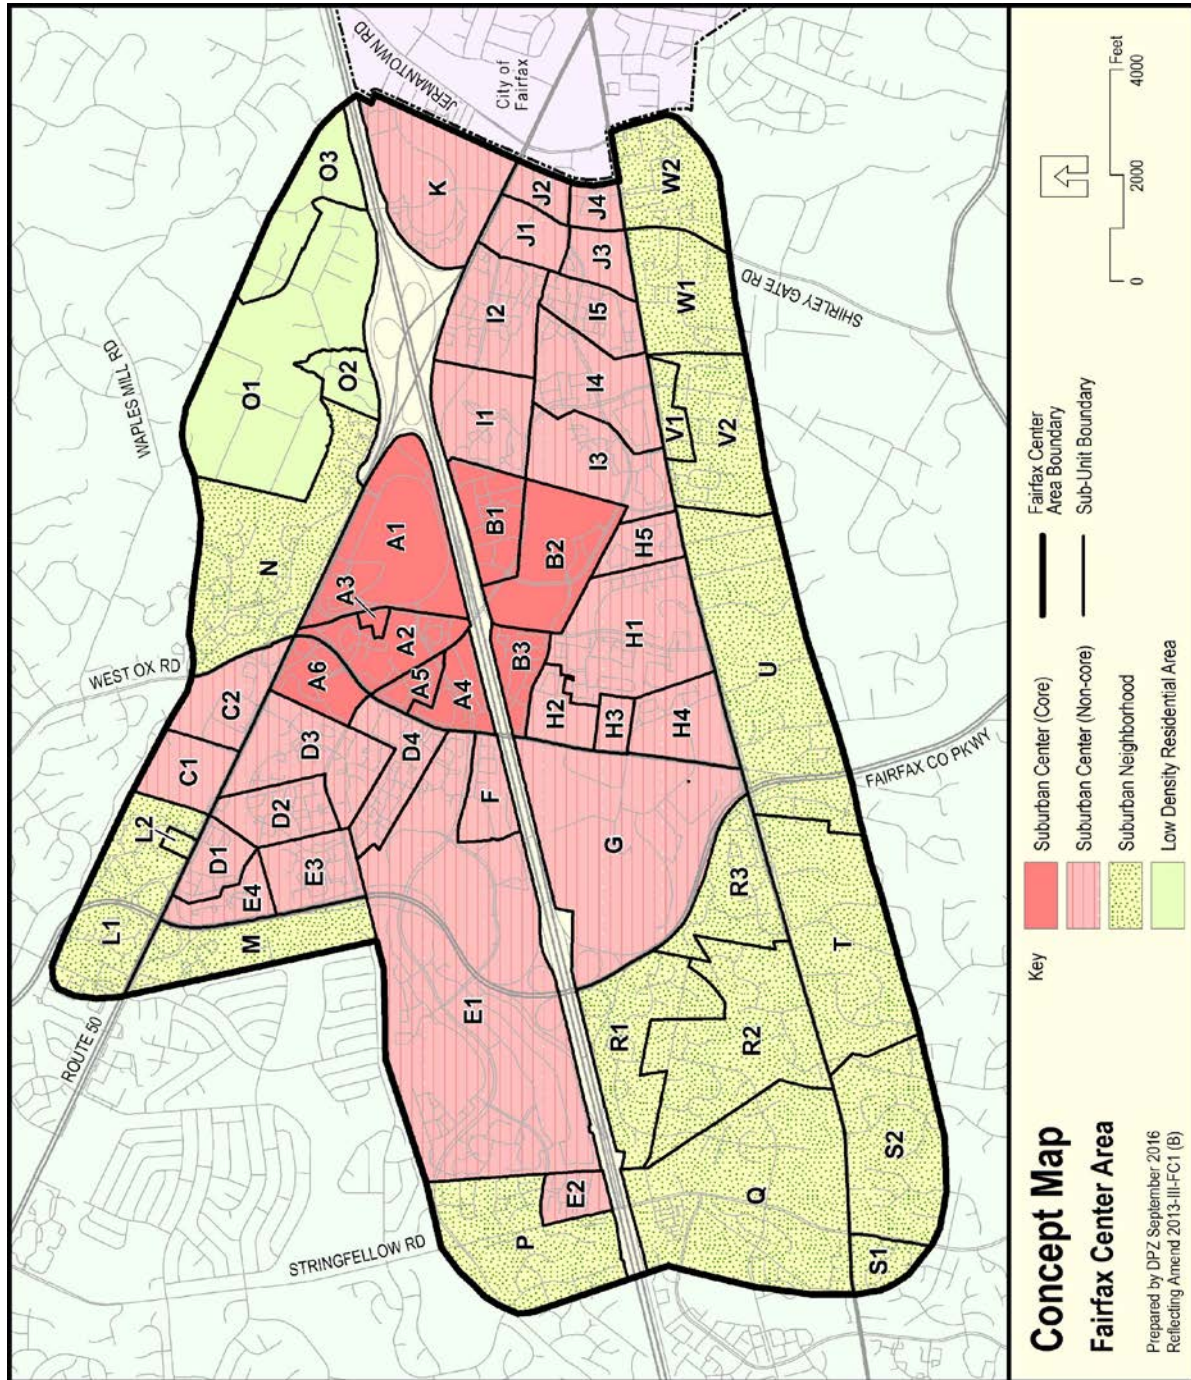 Concept Map
Fairfax Center Area
Prepared by DPZ September 2016
Reflecting Amend 2013-III-FC1 (B)
Key
Suburban Center (Core)
Suburban Center (Non-core)
Suburban Neighborhood
Low Density Residential Area
Fairfax Center
Area Boundary
Sub-Unit Boundary
0
2000
4000
Feet
ROUTE 50
STRINGFELLOW RD
WEST OX RD
WAPLES MILL RD
JERMANTOWN RD
City of
Fairfax
SHIRLEY GATE RD
FAIRFAX CO PKWY
L1
L2
M
C1
C2
D1
D2
D3
D4
E4
E3
E1
E2
P
F
G
A6
A3
A1
A2
A5
A4
N
O1
O2
O3
K
B1
B2
B3
H1
H2
H3
H4
H5
I1
I2
I3
I4
I5
J1
J2
J3
J4
W2
W1
V1
V2
U
R3
R1
R2
T
Q
S2
S1